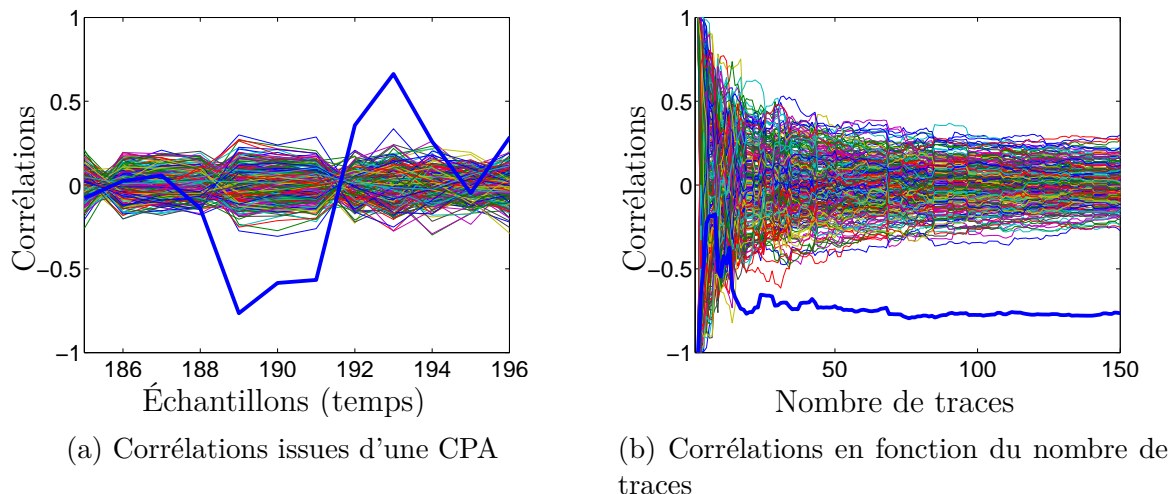 1
0.5
0
−0.5
−1
Corrélations
186 188 190 192 194 196
Échantillons (temps)
(a) Corrélations issues d'une CPA
1
0.5
0
−0.5
−1
Corrélations
50 100 150
Nombre de traces
(b) Corrélations en fonction du nombre de
traces